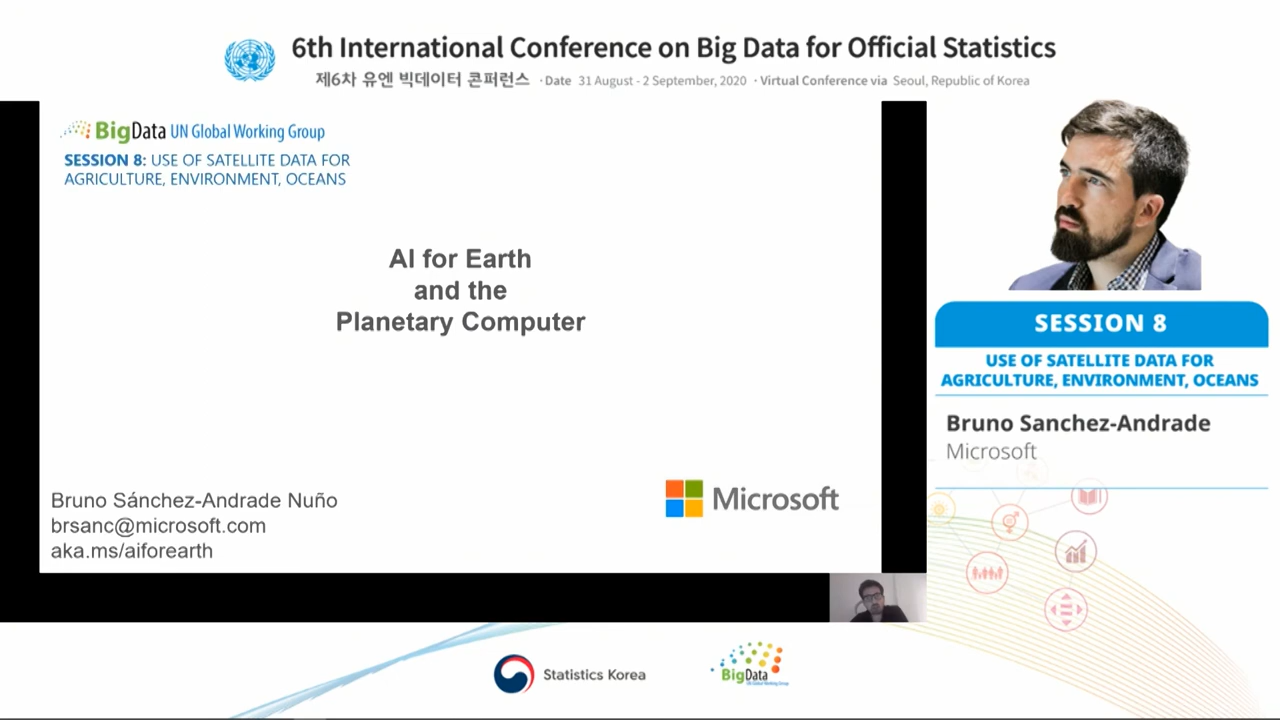 6th International Conference on Big Data for Official Statistics
제6차 유엔 빅데이터 콘퍼런스 · Date 31 August - 2 September, 2020 · Virtual Conference via Seoul, Republic of Korea
BigData UN Global Working Group
SESSION 8: USE OF SATELLITE DATA FOR
AGRICULTURE, ENVIRONMENT, OCEANS
AI for Earth
and the
Planetary Computer
Bruno Sánchez-Andrade Nuño
brsanc@microsoft.com
aka.ms/aiforearth
Microsoft
SESSION 8
USE OF SATELLITE DATA FOR
AGRICULTURE, ENVIRONMENT, OCEANS
Bruno Sanchez-Andrade
Microsoft
Statistics Korea
BigData
UN Global Working Group